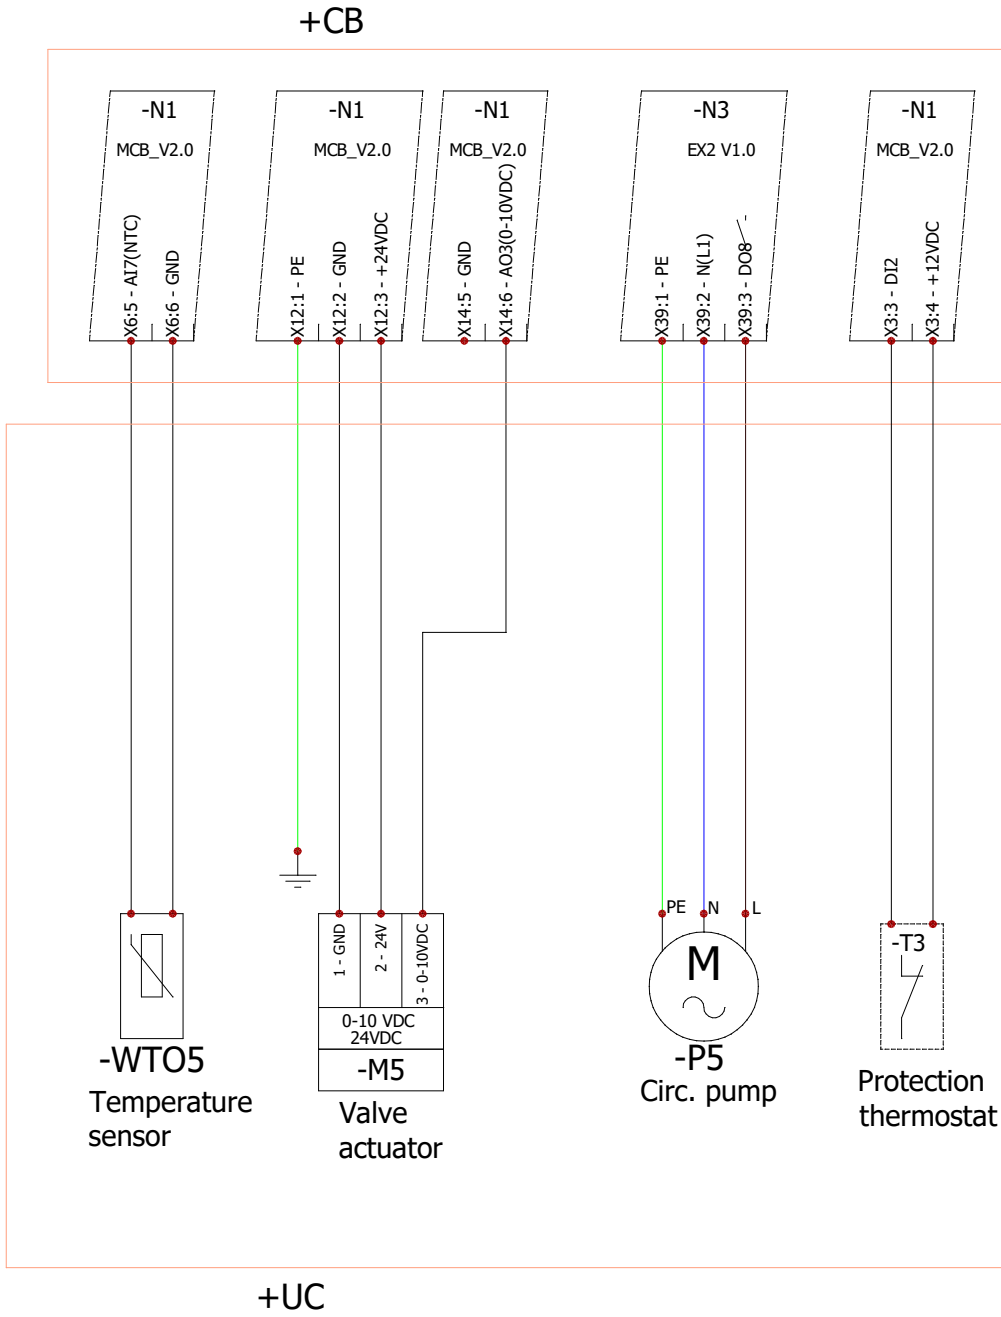 +CB
-N1
MCB_V2.0
X6:5 - AI7(NTC)
X6:6 - GND
-N1
MCB_V2.0
X12:1 - PE
X12:2 - GND
X12:3 - +24VDC
-N1
MCB_V2.0
X14:5 - GND
X14:6 - AO3(0-10VDC)
-N3
EX2 V1.0
X39:1 - PE
X39:2 - N(L1)
X39:3 - DO8
-N1
MCB_V2.0
X3:3 - DI2
X3:4 - +12VDC
-WTO5
Temperature
sensor
1 - GND
2 - 24V
3 - 0-10VDC
0-10 VDC
24VDC
-M5
Valve
actuator
PE
N
L
M
-P5
Circ. pump
-T3
Protection
thermostat
+UC